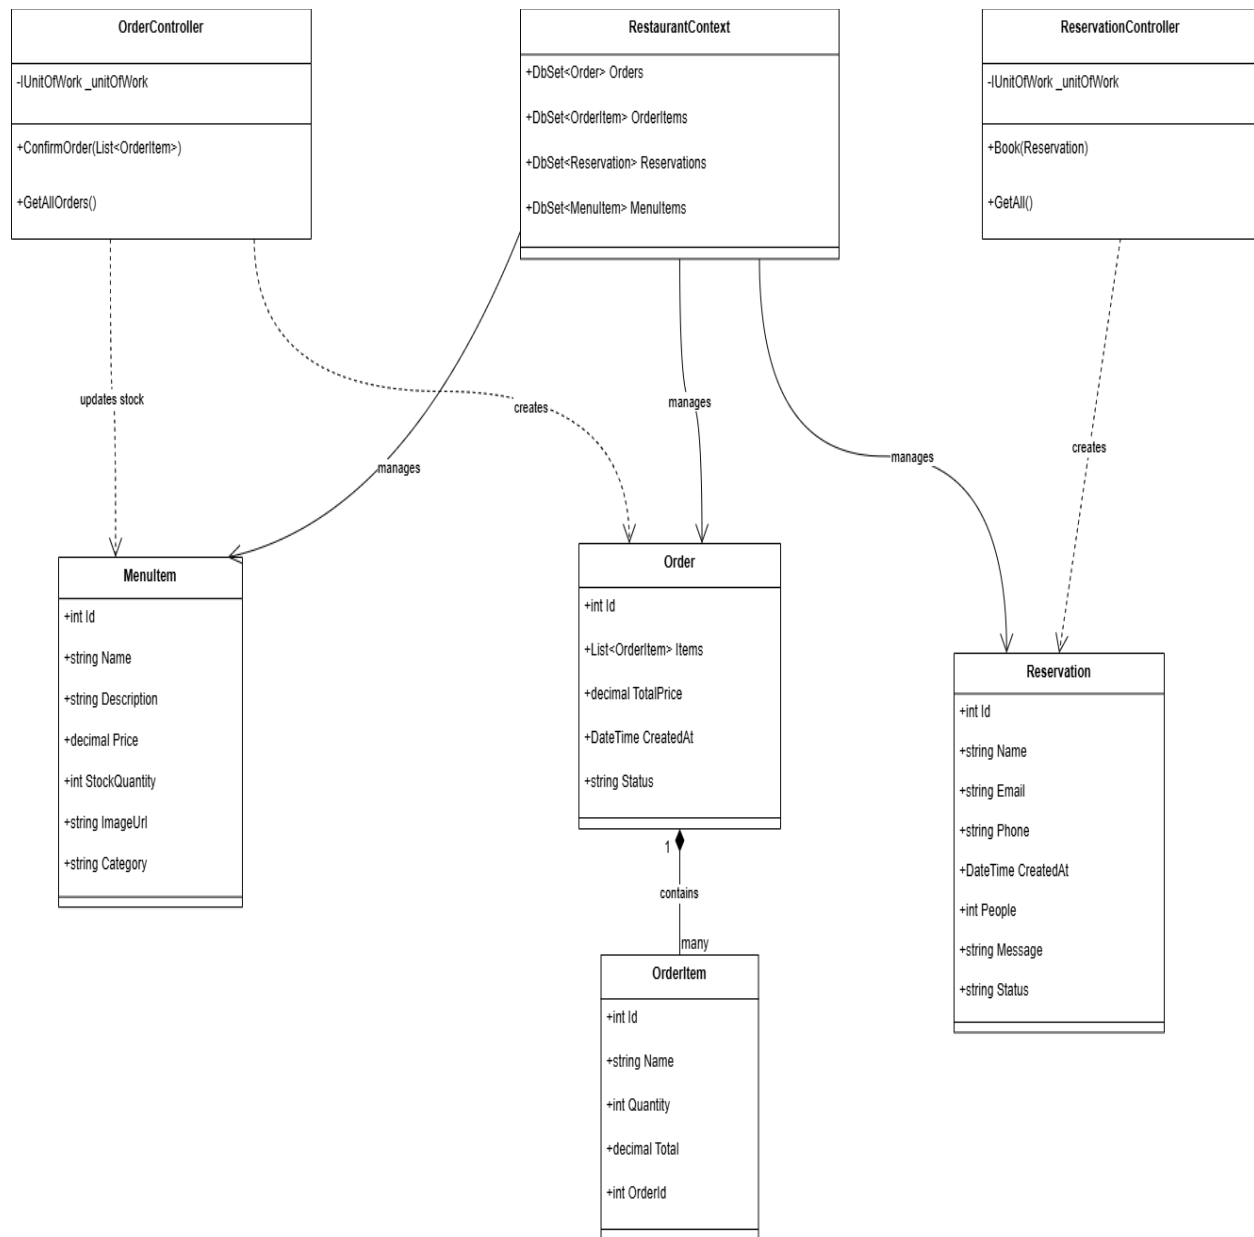 OrderController
-IUnitOfWork _unitOfWork
+ConfirmOrder(List<OrderItem>)
+GetAllOrders()
RestaurantContext
+DbSet<Order> Orders
+DbSet<OrderItem> OrderItems
+DbSet<Reservation> Reservations
+DbSet<MenuItem> MenuItems
ReservationController
-IUnitOfWork _unitOfWork
+Book(Reservation)
+GetAll()
updates stock
creates
manages
manages
manages
creates
MenuItem
+int Id
+string Name
+string Description
+decimal Price
+int StockQuantity
+string ImageUrl
+string Category
Order
+int Id
+List<OrderItem> Items
+decimal TotalPrice
+DateTime CreatedAt
+string Status
1
contains
many
OrderItem
+int Id
+string Name
+int Quantity
+decimal Total
+int OrderId
Reservation
+int Id
+string Name
+string Email
+string Phone
+DateTime CreatedAt
+int People
+string Message
+string Status